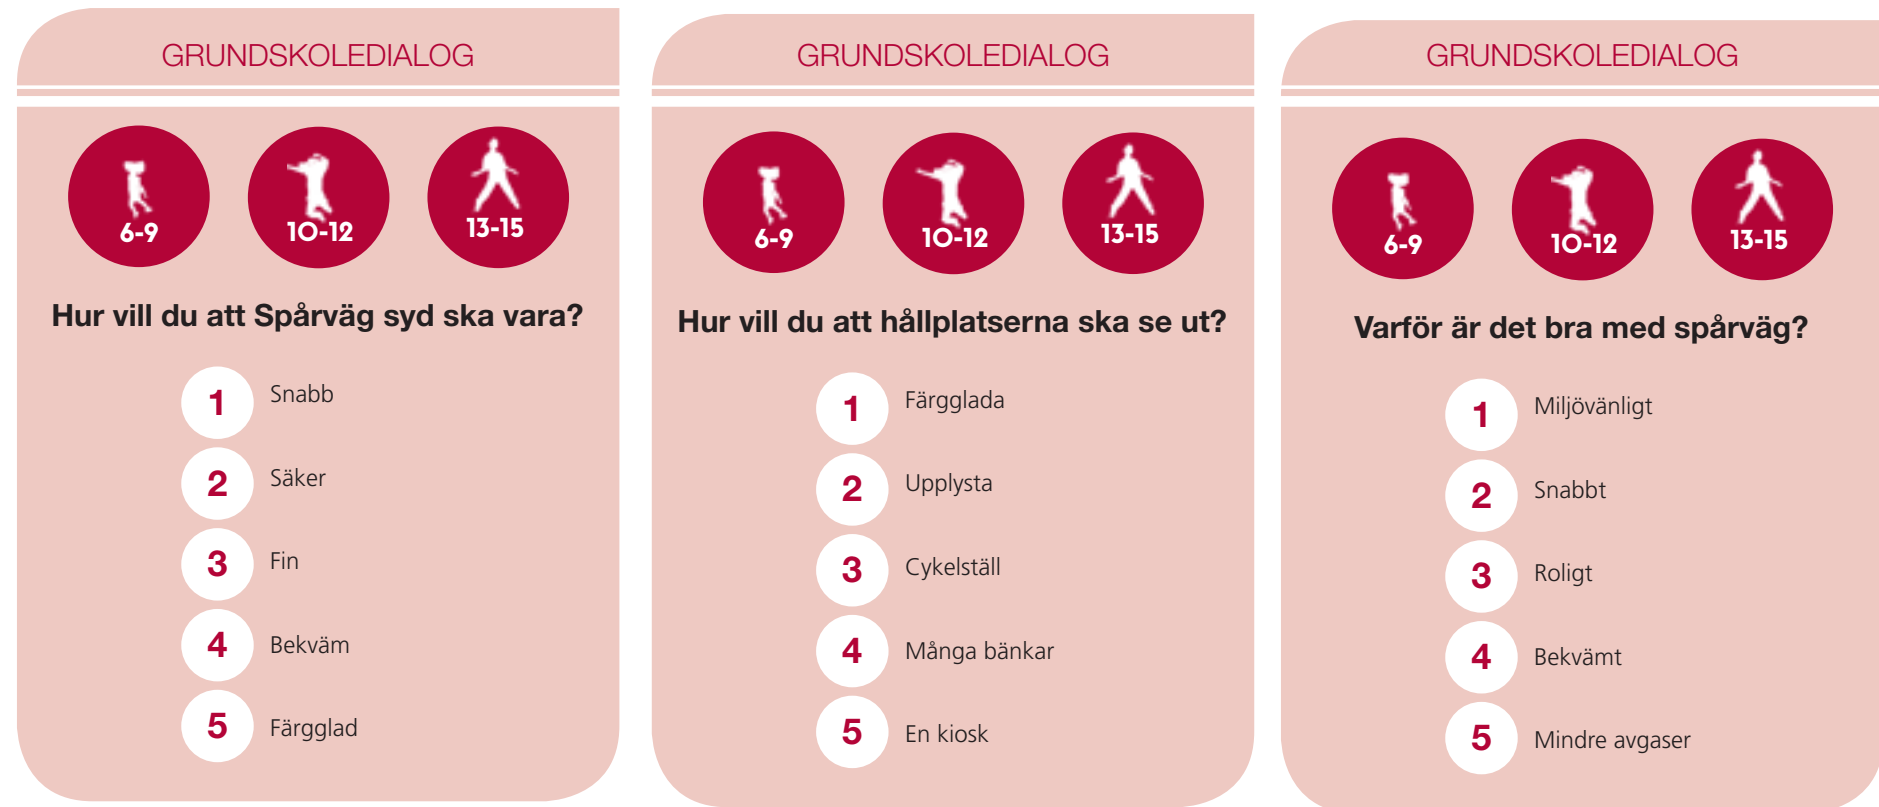 GRUNDSKOLEDIALOG
6-9
10-12
13-15
Hur vill du att Spårväg syd ska vara?
1 Snabb
2 Säker
3 Fin
4 Bekväm
5 Färgglad
GRUNDSKOLEDIALOG
6-9
10-12
13-15
Hur vill du att hållplatserna ska se ut?
1 Färgglada
2 Upplysta
3 Cykelställ
4 Många bänkar
5 En kiosk
GRUNDSKOLEDIALOG
6-9
10-12
13-15
Varför är det bra med spårväg?
1 Miljövänligt
2 Snabbt
3 Roligt
4 Bekvämt
5 Mindre avgaser